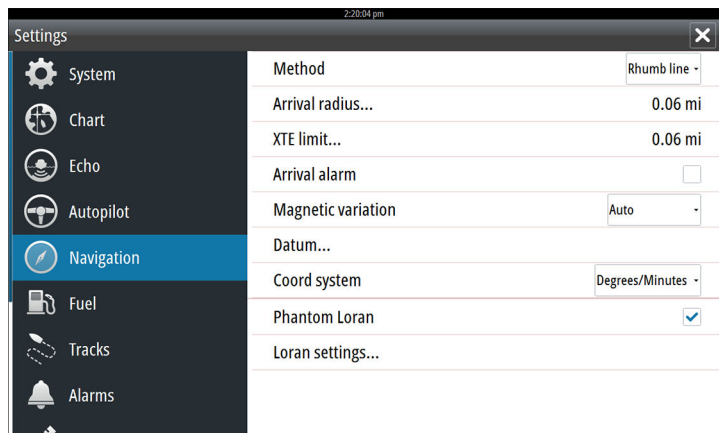 2:20:04 pm
Settings
System
Chart
Echo
Autopilot
Navigation
Fuel
Tracks
Alarms
Method Rhumb line
Arrival radius... 0.06 mi
XTE limit... 0.06 mi
Arrival alarm
Magnetic variation Auto
Datum...
Coord system Degrees/Minutes
Phantom Loran
Loran settings...